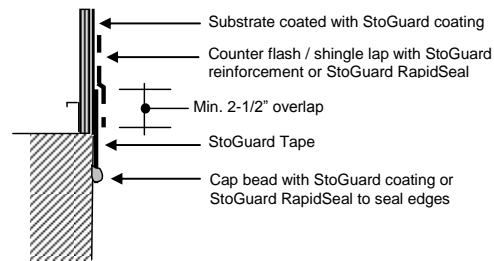 Substrate coated with StoGuard coating
Counter flash / shingle lap with StoGuard
reinforcement or StoGuard RapidSeal
Min. 2-1/2” overlap
StoGuard Tape
Cap bead with StoGuard coating or
StoGuard RapidSeal to seal edges